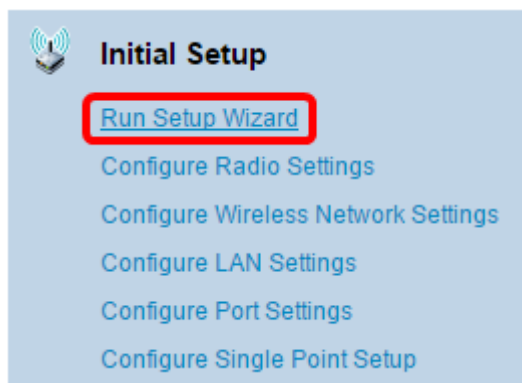 Initial Setup
Run Setup Wizard
Configure Radio Settings
Configure Wireless Network Settings
Configure LAN Settings
Configure Port Settings
Configure Single Point Setup